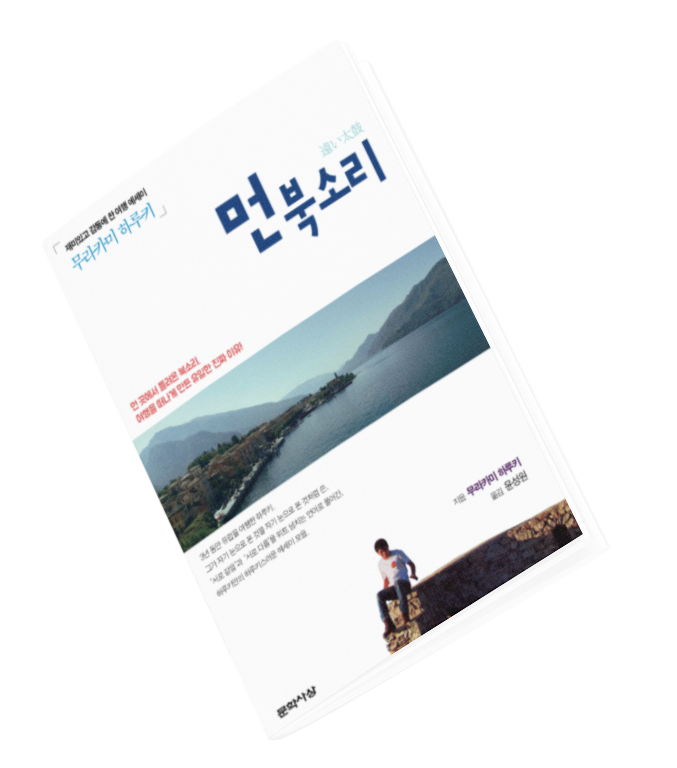 재미있고 감동에 찬 여행 에세이
무라카미 하루키
遠い太鼓
먼 북소리
먼 곳에서 들려온 북소리,
여행을 떠나게 만든 유일한 진짜 이유!
3년 동안 유럽을 여행한 하루키.
그가 자기 눈으로 본 것을 자기 눈으로 본 것처럼 쓴,
"서로 같음"과 "서로 다름"을 위트 넘치는 언어로 풀어간,
하루키만의 하루키스러운 에세이 모음.
지음 무라카미 하루키
옮김 윤성원
문학사상